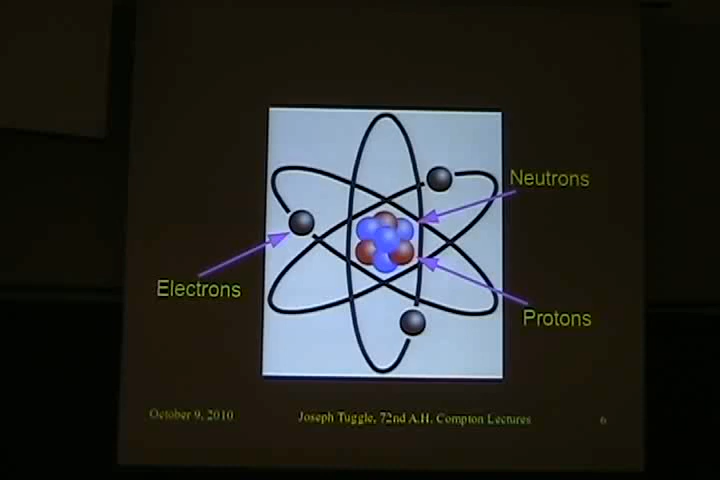 Neutrons
Electrons
Protons
October 9, 2010
Joseph Tuggle, 72nd A.H. Compton Lectures
6